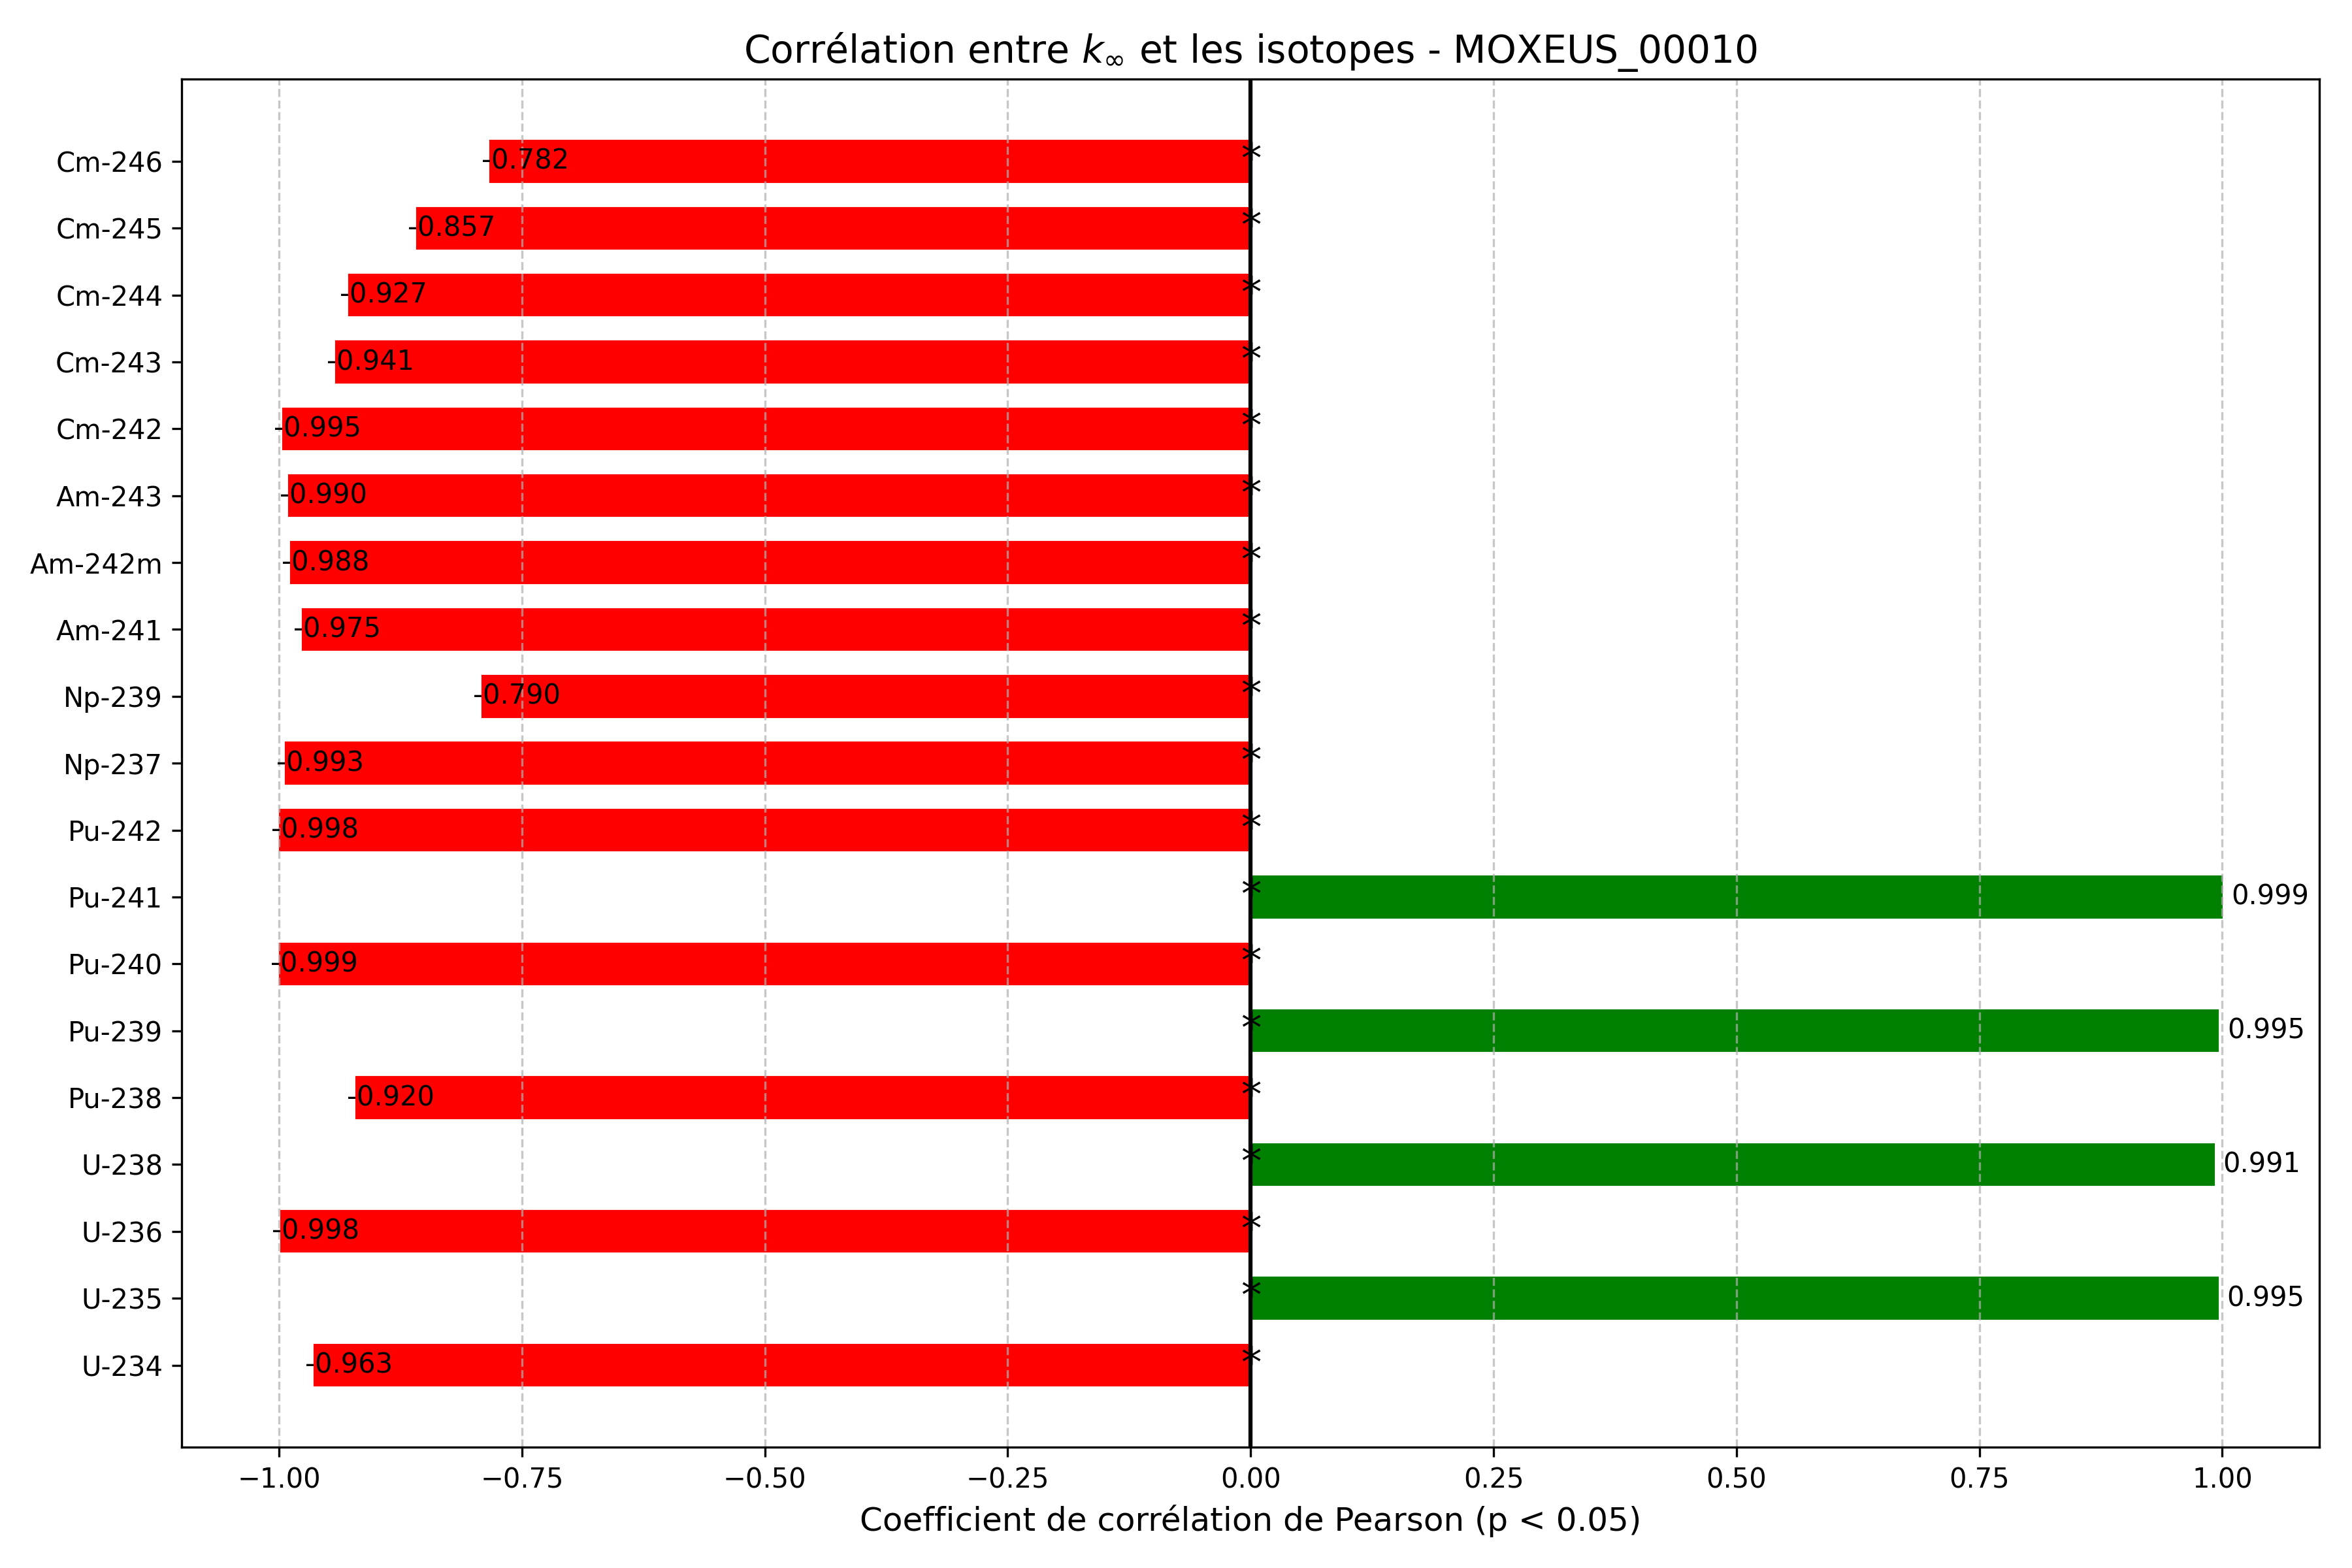 Corrélation entre k∞ et les isotopes - MOXEUS_00010
Cm-246 -0.782 *
Cm-245 -0.857 *
Cm-244 -0.927 *
Cm-243 -0.941 *
Cm-242 -0.995 *
Am-243 -0.990 *
Am-242m -0.988 *
Am-241 -0.975 *
Np-239 -0.790 *
Np-237 -0.993 *
Pu-242 -0.998 *
Pu-241 * 0.999
Pu-240 -0.999 *
Pu-239 * 0.995
Pu-238 -0.920 *
U-238 * 0.991
U-236 -0.998 *
U-235 * 0.995
U-234 -0.963 *
−1.00 −0.75 −0.50 −0.25 0.00 0.25 0.50 0.75 1.00
Coefficient de corrélation de Pearson (p < 0.05)